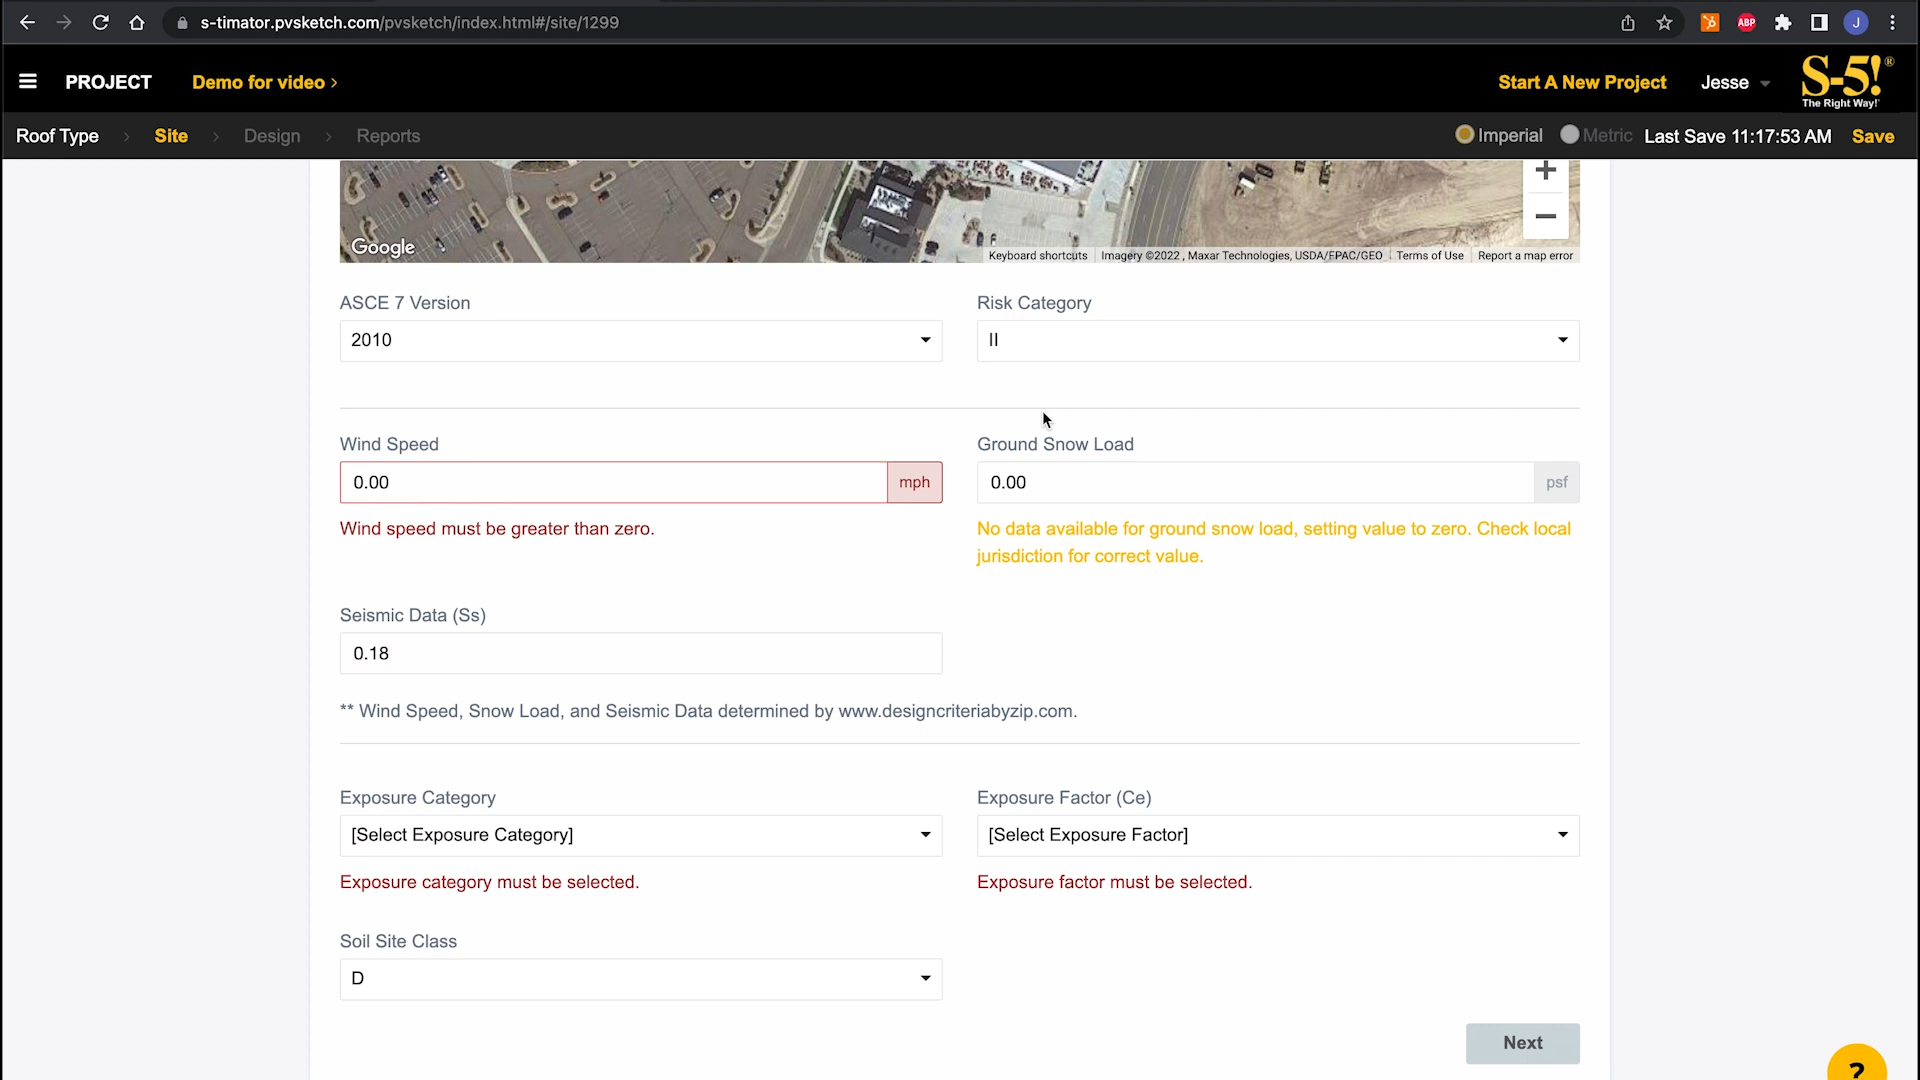 s-timator.pvsketch.com/pvsketch/index.html#/site/1299
ABP
J
PROJECT
Demo for video ›
Start A New Project
Jesse
S-5!®
The Right Way!
Roof Type
Site
Design
Reports
Imperial
Metric
Last Save 11:17:53 AM
Save
Google
Keyboard shortcuts
Imagery ©2022 , Maxar Technologies, USDA/FPAC/GEO
Terms of Use
Report a map error
ASCE 7 Version
Risk Category
2010
II
Wind Speed
Ground Snow Load
0.00
mph
0.00
psf
Wind speed must be greater than zero.
No data available for ground snow load, setting value to zero. Check local
jurisdiction for correct value.
Seismic Data (Ss)
0.18
** Wind Speed, Snow Load, and Seismic Data determined by www.designcriteriabyzip.com.
Exposure Category
Exposure Factor (Ce)
[Select Exposure Category]
[Select Exposure Factor]
Exposure category must be selected.
Exposure factor must be selected.
Soil Site Class
D
Next
?